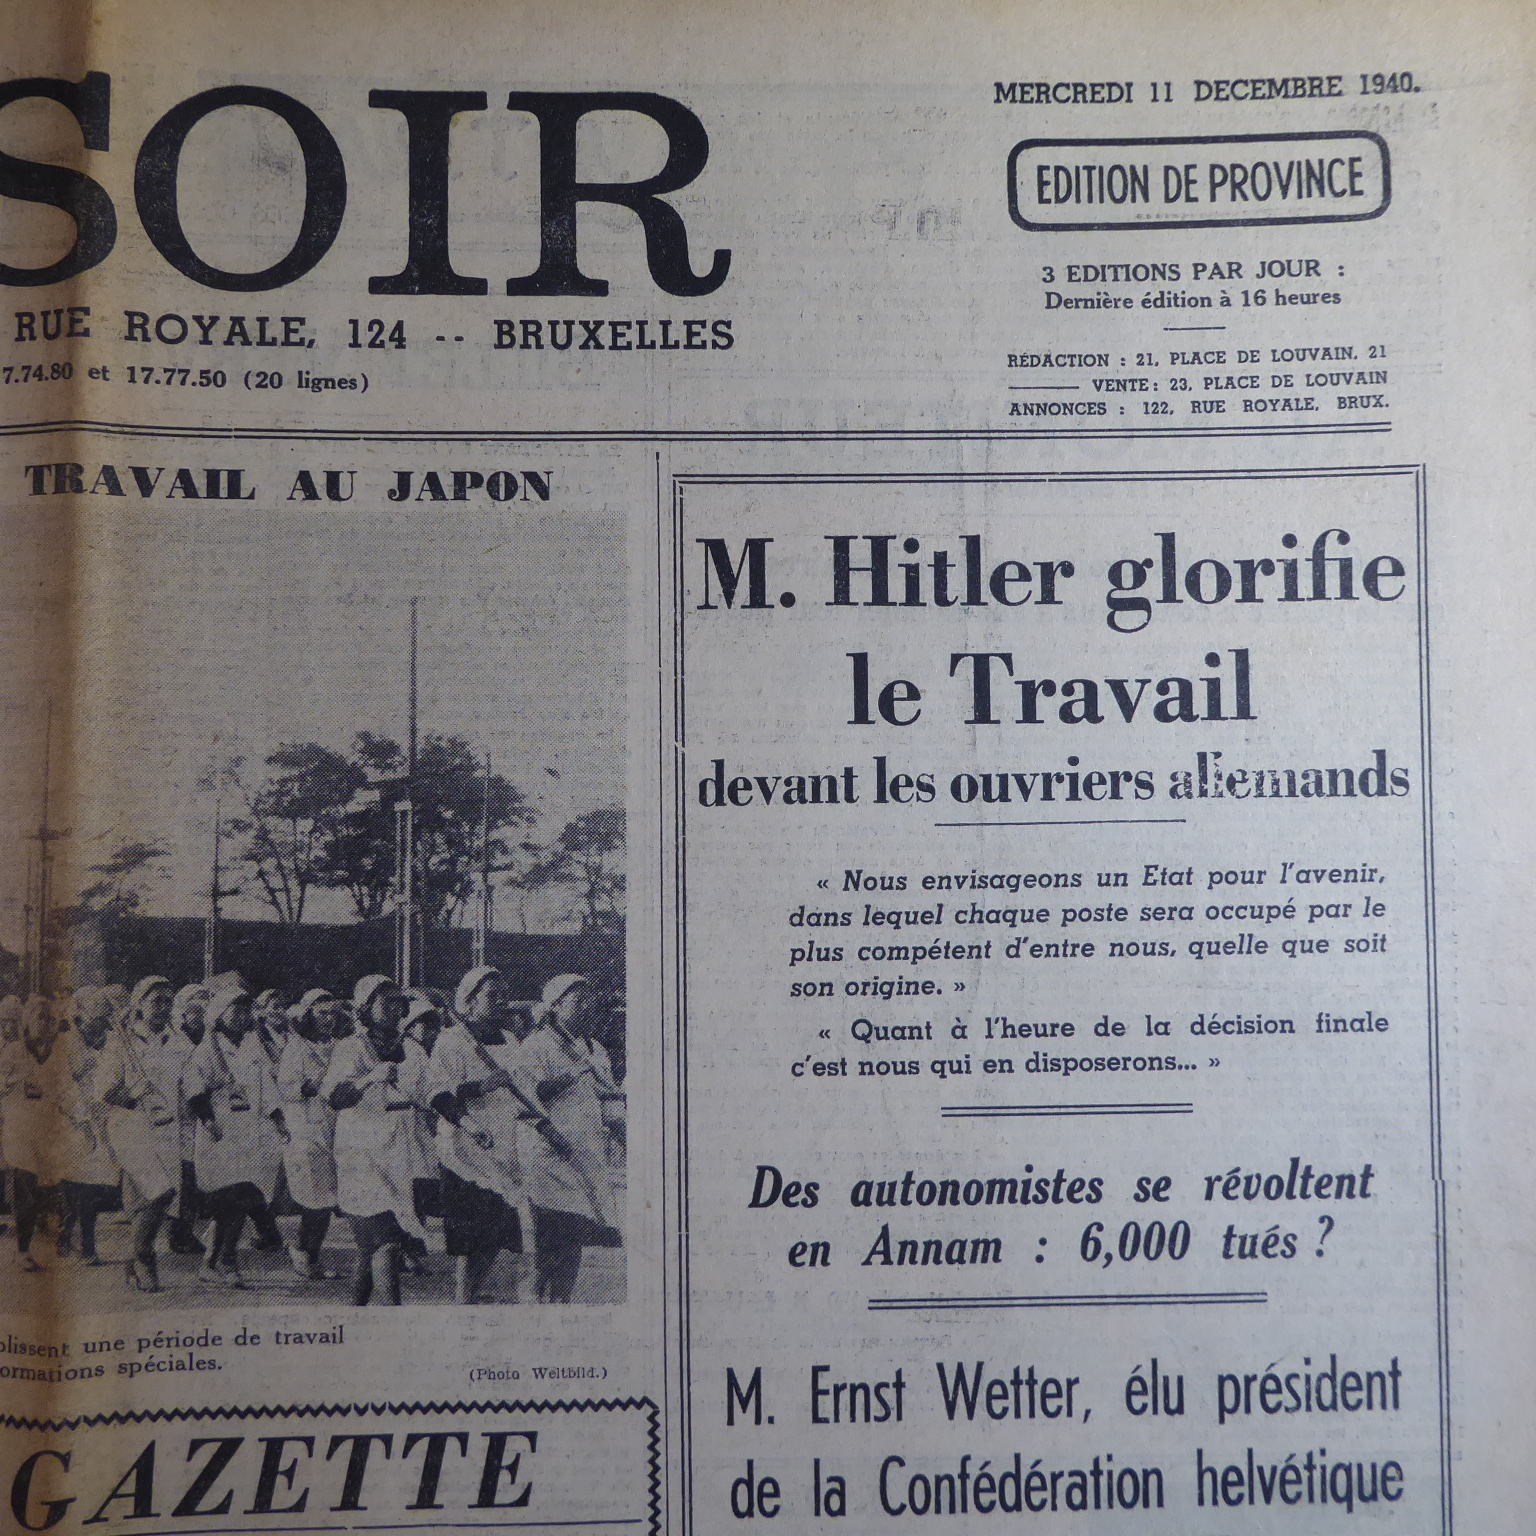 SOIR
RUE ROYALE, 124 -- BRUXELLES
7.74.80 et 17.77.50 (20 lignes)
MERCREDI 11 DECEMBRE 1940.
EDITION DE PROVINCE
3 EDITIONS PAR JOUR :
Dernière édition à 16 heures
RÉDACTION : 21, PLACE DE LOUVAIN, 21
VENTE : 23, PLACE DE LOUVAIN
ANNONCES : 122, RUE ROYALE, BRUX.
TRAVAIL AU JAPON
plissent une période de travail
ormations spéciales.
(Photo Weltbild.)
GAZETTE
M. Hitler glorifie
le Travail
devant les ouvriers allemands
« Nous envisageons un Etat pour l'avenir,
dans lequel chaque poste sera occupé par le
plus compétent d'entre nous, quelle que soit
son origine. »
« Quant à l'heure de la décision finale
c'est nous qui en disposerons... »
Des autonomistes se révoltent
en Annam : 6,000 tués ?
M. Ernst Wetter, élu président
de la Confédération helvétique